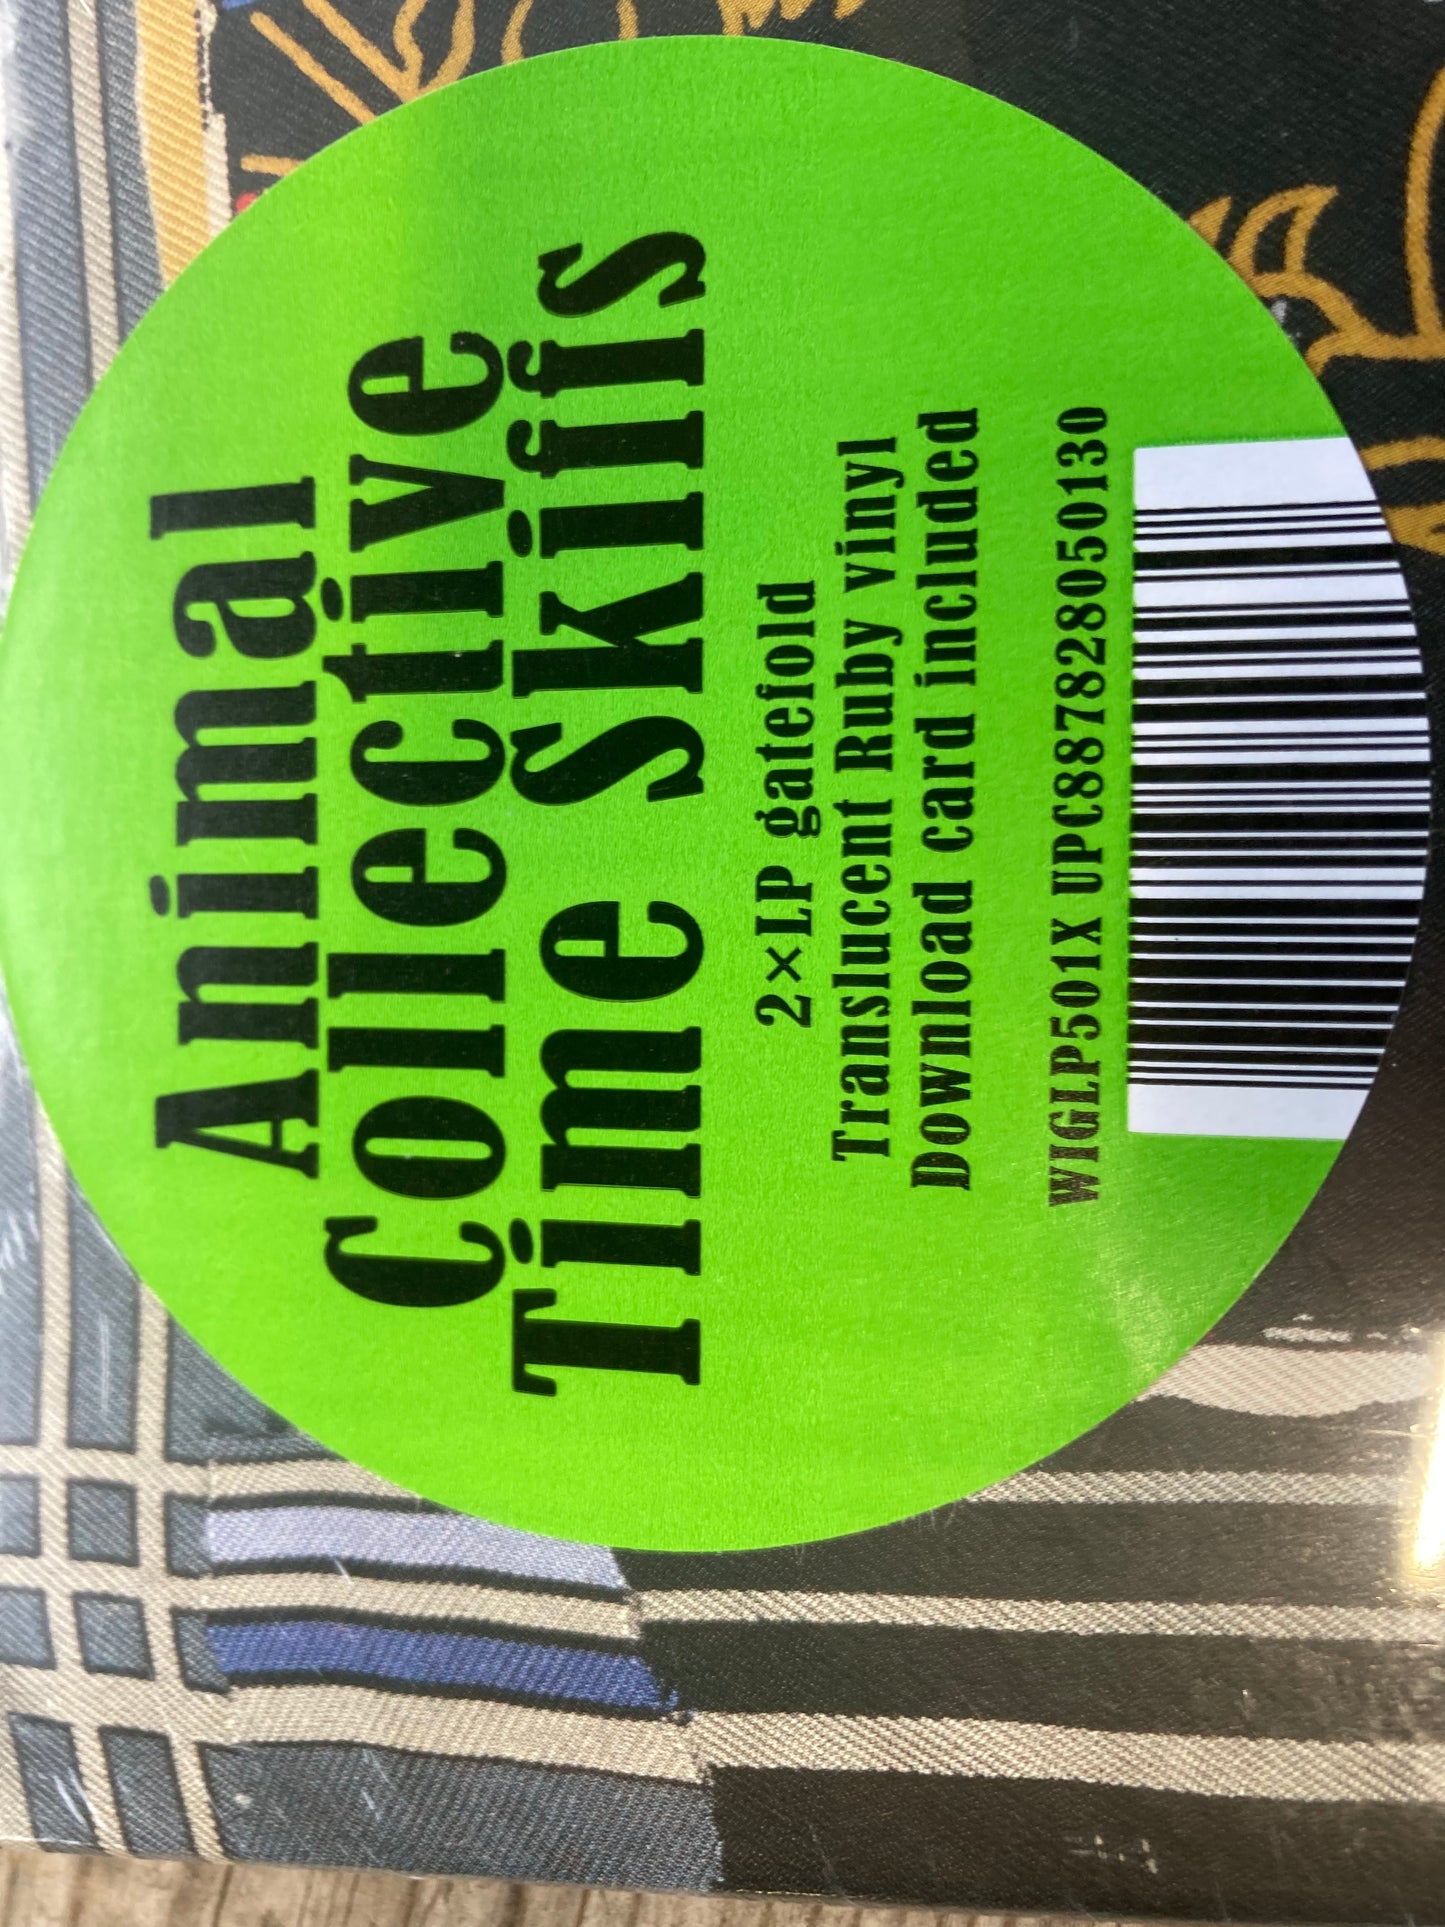 Animal
Collective
Time Skiffs
2×LP gatefold
Translucent Ruby vinyl
Download card included
WIGLP501X UPC887828050130